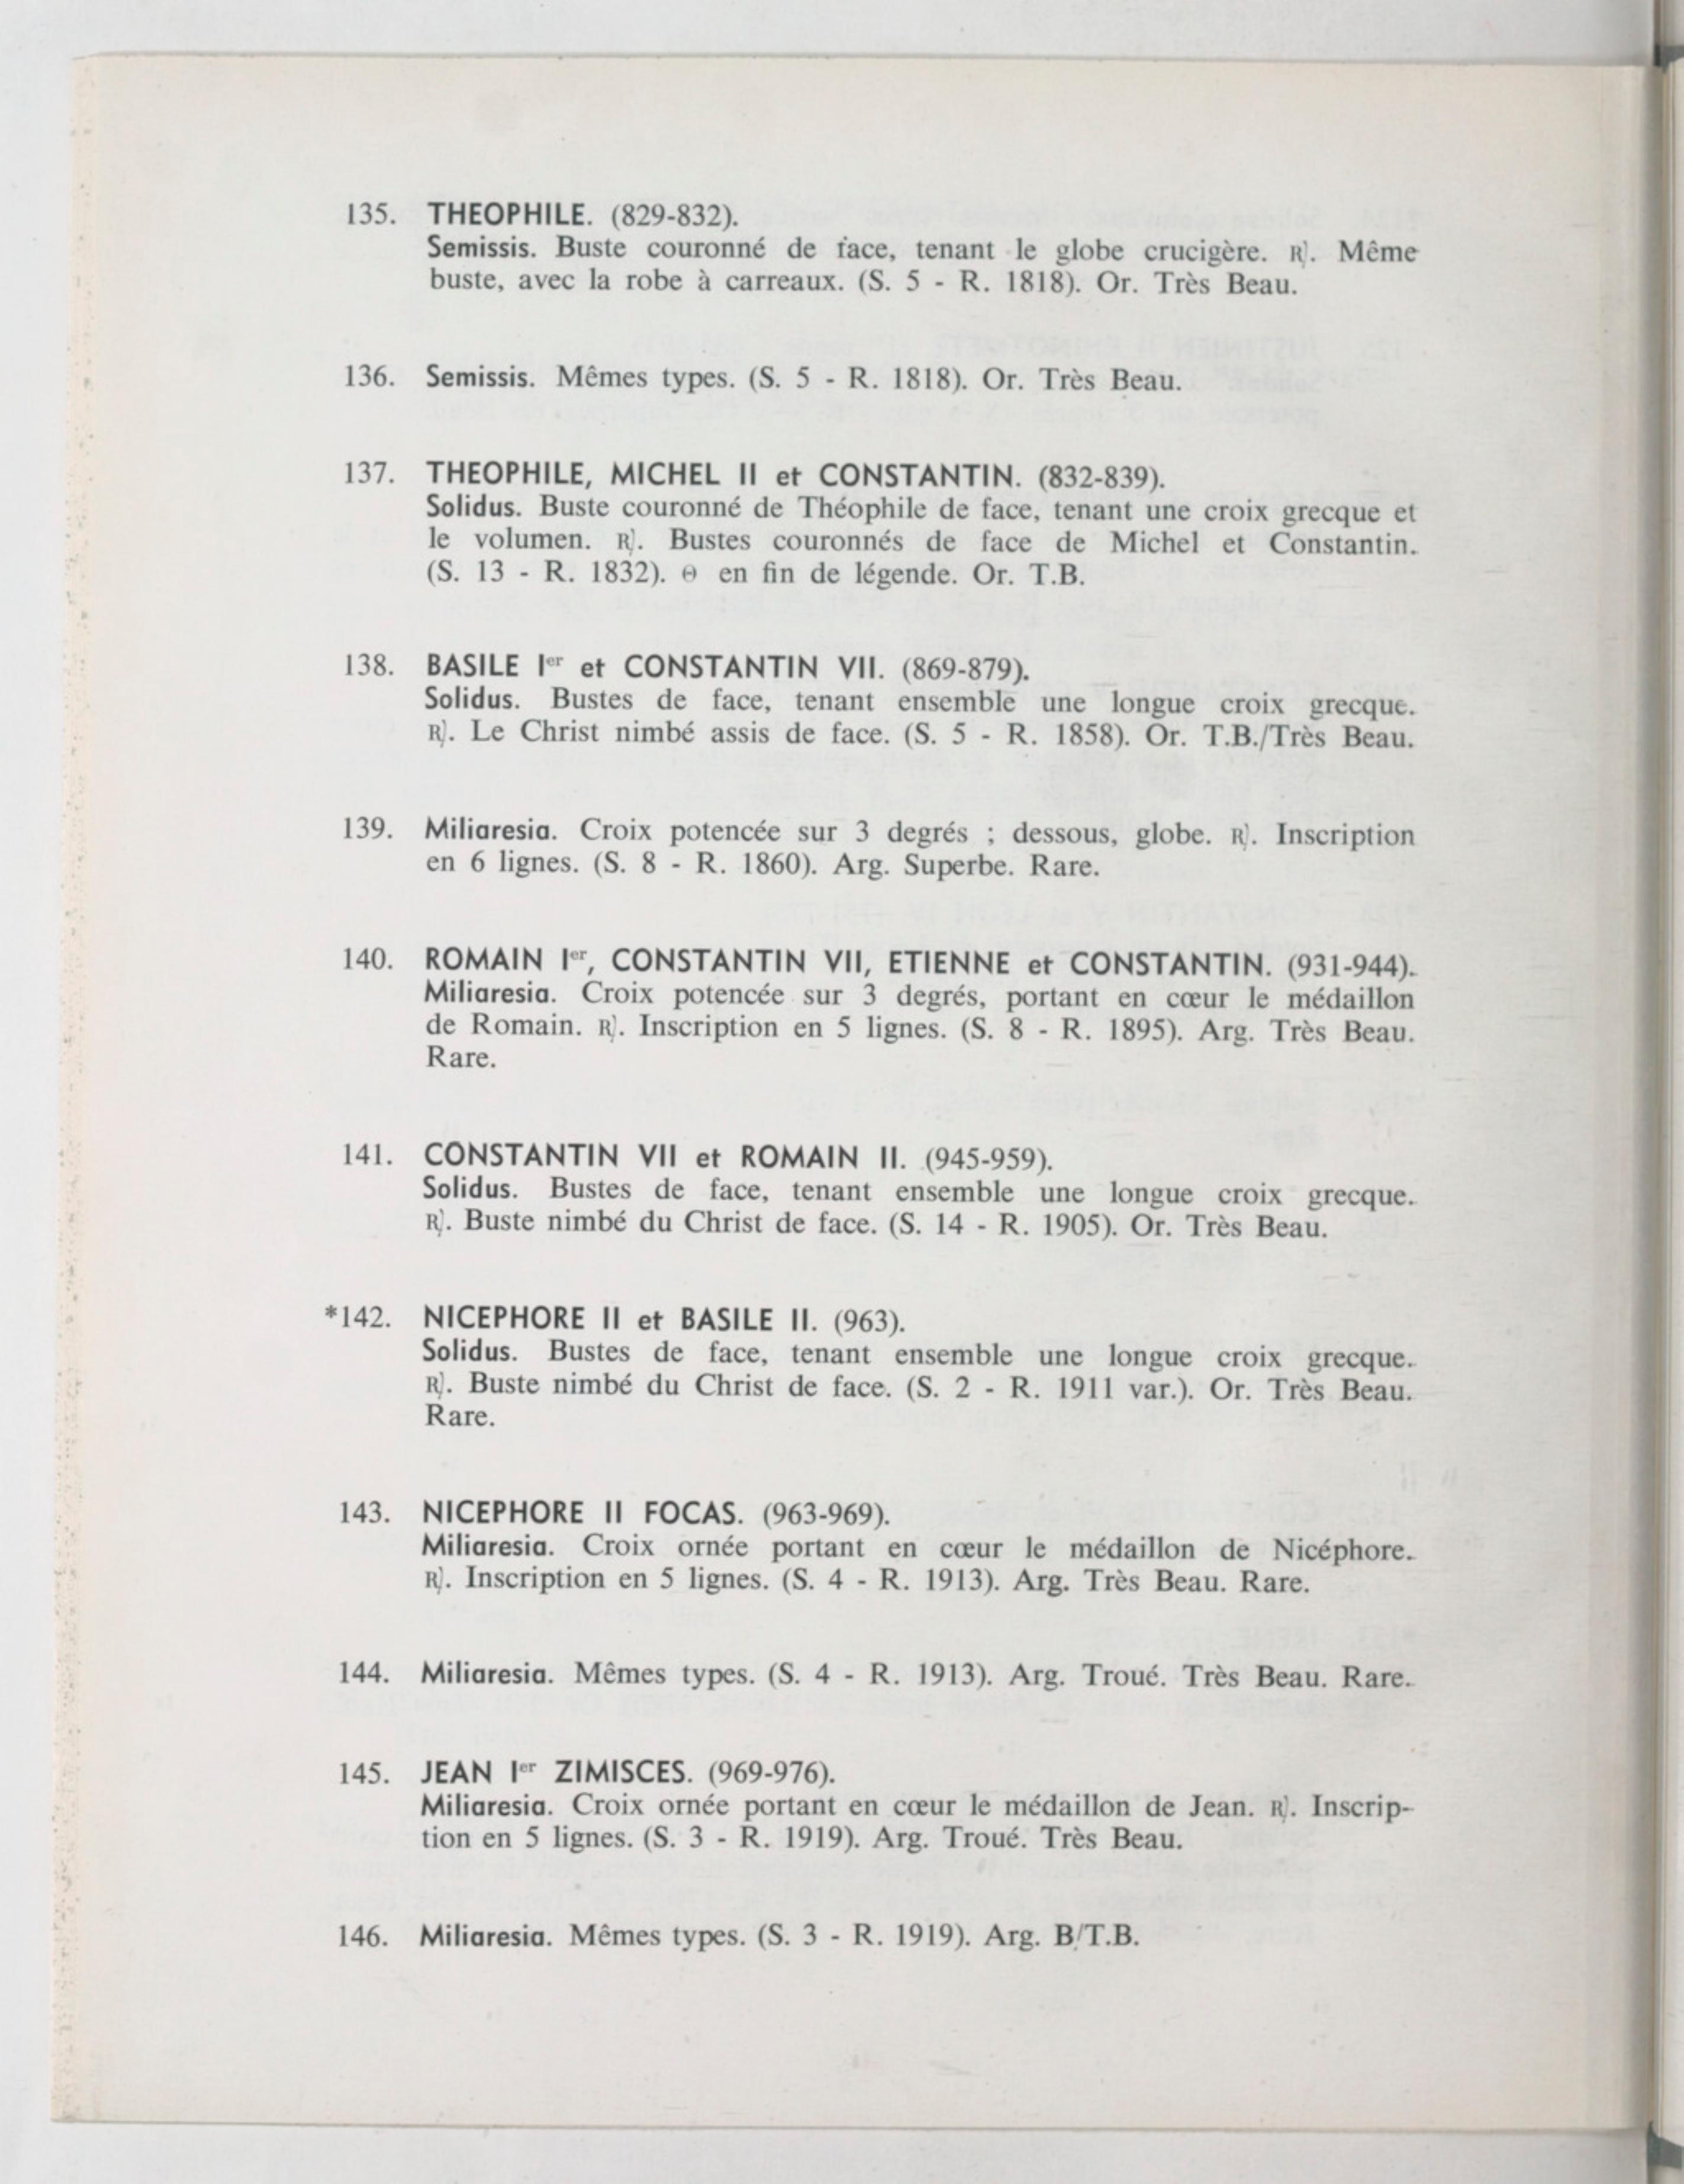 135. THEOPHILE. (829-832).
Semissis. Buste couronné de face, tenant le globe crucigère. R). Même
buste, avec la robe à carreaux. (S. 5 - R. 1818). Or. Très Beau.
136. Semissis. Mêmes types. (S. 5 - R. 1818). Or. Très Beau.
137. THEOPHILE, MICHEL II et CONSTANTIN. (832-839).
Solidus. Buste couronné de Théophile de face, tenant une croix grecque et
le volumen. R). Bustes couronnés de face de Michel et Constantin.
(S. 13 - R. 1832). Θ en fin de légende. Or. T.B.
138. BASILE Ier et CONSTANTIN VII. (869-879).
Solidus. Bustes de face, tenant ensemble une longue croix grecque.
R). Le Christ nimbé assis de face. (S. 5 - R. 1858). Or. T.B./Très Beau.
139. Miliaresia. Croix potencée sur 3 degrés ; dessous, globe. R). Inscription
en 6 lignes. (S. 8 - R. 1860). Arg. Superbe. Rare.
140. ROMAIN Ier, CONSTANTIN VII, ETIENNE et CONSTANTIN. (931-944).
Miliaresia. Croix potencée sur 3 degrés, portant en cœur le médaillon
de Romain. R). Inscription en 5 lignes. (S. 8 - R. 1895). Arg. Très Beau.
Rare.
141. CONSTANTIN VII et ROMAIN II. (945-959).
Solidus. Bustes de face, tenant ensemble une longue croix grecque.
R). Buste nimbé du Christ de face. (S. 14 - R. 1905). Or. Très Beau.
*142. NICEPHORE II et BASILE II. (963).
Solidus. Bustes de face, tenant ensemble une longue croix grecque.
R). Buste nimbé du Christ de face. (S. 2 - R. 1911 var.). Or. Très Beau.
Rare.
143. NICEPHORE II FOCAS. (963-969).
Miliaresia. Croix ornée portant en cœur le médaillon de Nicéphore.
R). Inscription en 5 lignes. (S. 4 - R. 1913). Arg. Très Beau. Rare.
144. Miliaresia. Mêmes types. (S. 4 - R. 1913). Arg. Troué. Très Beau. Rare.
145. JEAN Ier ZIMISCES. (969-976).
Miliaresia. Croix ornée portant en cœur le médaillon de Jean. R). Inscrip-
tion en 5 lignes. (S. 3 - R. 1919). Arg. Troué. Très Beau.
146. Miliaresia. Mêmes types. (S. 3 - R. 1919). Arg. B/T.B.